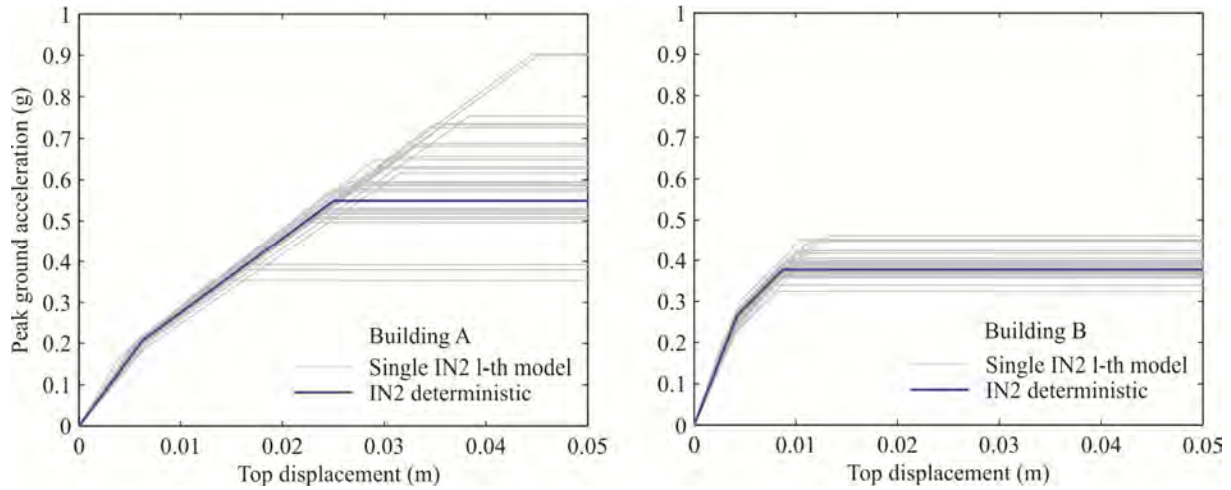 Peak ground acceleration (g)
1
0.9
0.8
0.7
0.6
0.5
0.4
0.3
0.2
0.1
0
Building A
Single IN2 l-th model
IN2 deterministic
0 0.01 0.02 0.03 0.04 0.05
Top displacement (m)
1
0.9
0.8
0.7
0.6
0.5
0.4
0.3
0.2
0.1
0
Building B
Single IN2 l-th model
IN2 deterministic
0 0.01 0.02 0.03 0.04 0.05
Top displacement (m)